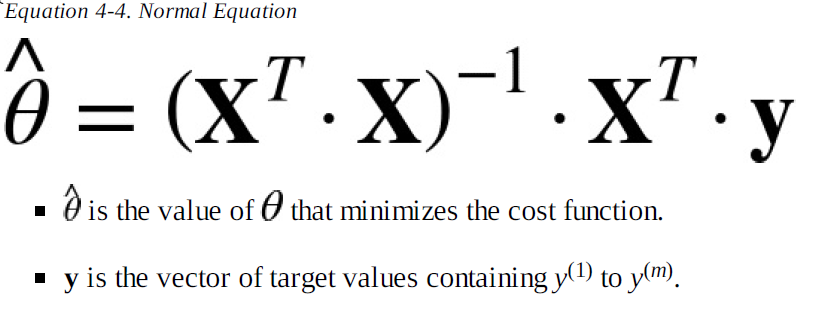 Equation 4-4. Normal Equation
θ̂ = (Xᵀ · X)⁻¹ · Xᵀ · y
▪ θ̂ is the value of θ that minimizes the cost function.
▪ y is the vector of target values containing y⁽¹⁾ to y⁽ᵐ⁾.